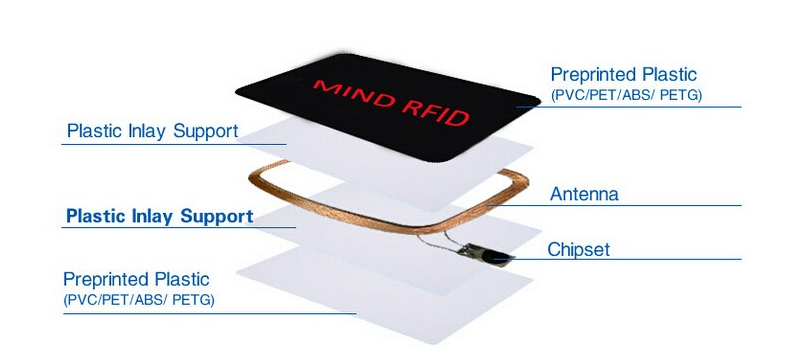 MIND RFID
Preprinted Plastic
(PVC/PET/ABS/ PETG)
Plastic Inlay Support
Antenna
Plastic Inlay Support
Chipset
Preprinted Plastic
(PVC/PET/ABS/ PETG)